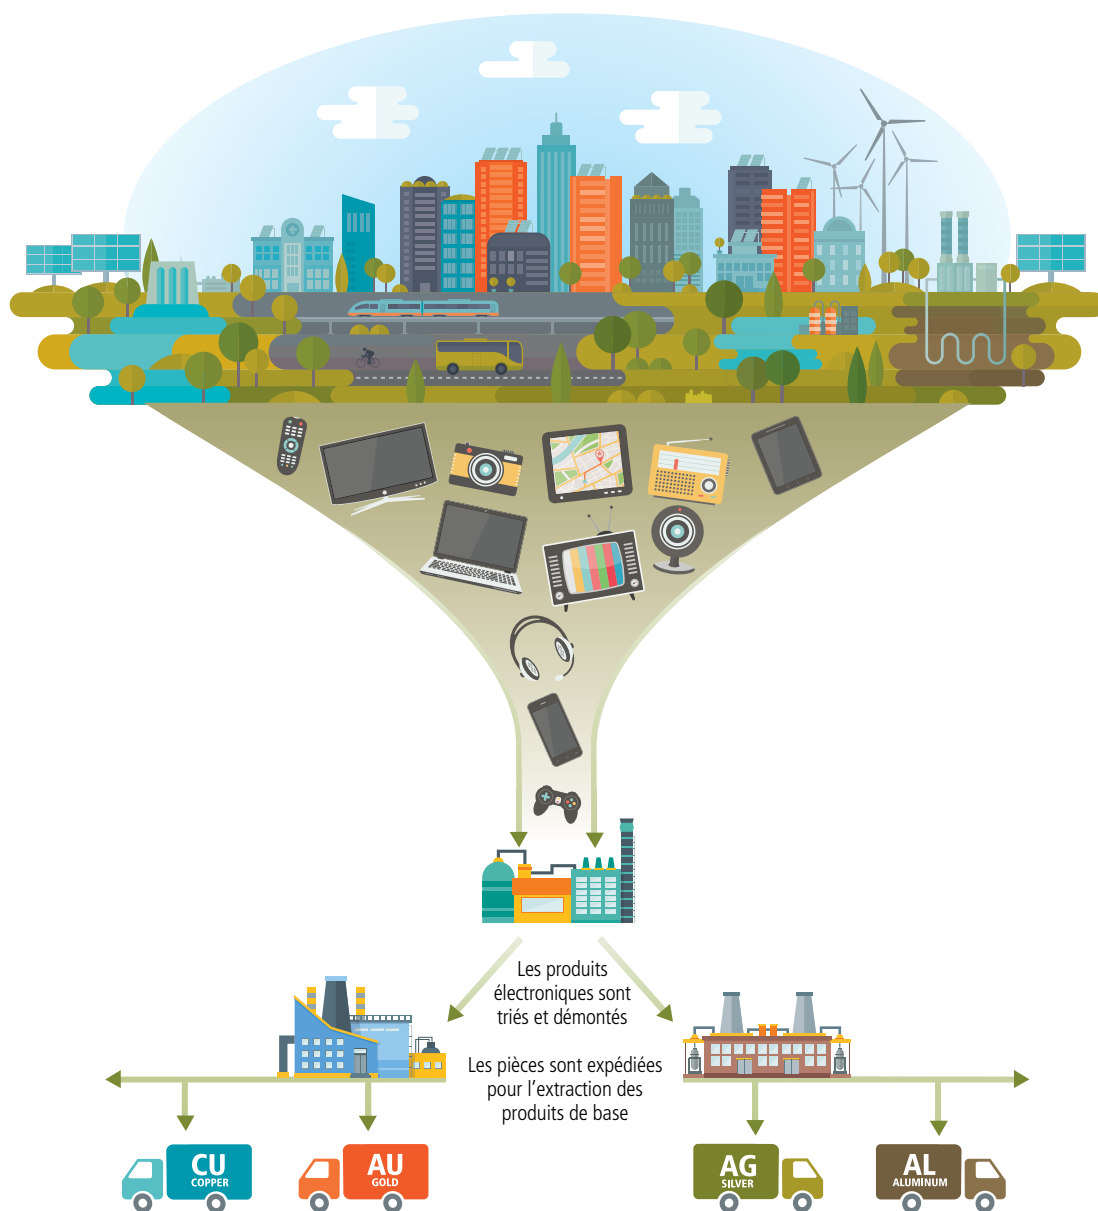 Les produits
électroniques sont
triés et démontés
Les pièces sont expédiées
pour l'extraction des
produits de base
CU
COPPER
AU
GOLD
AG
SILVER
AL
ALUMINUM